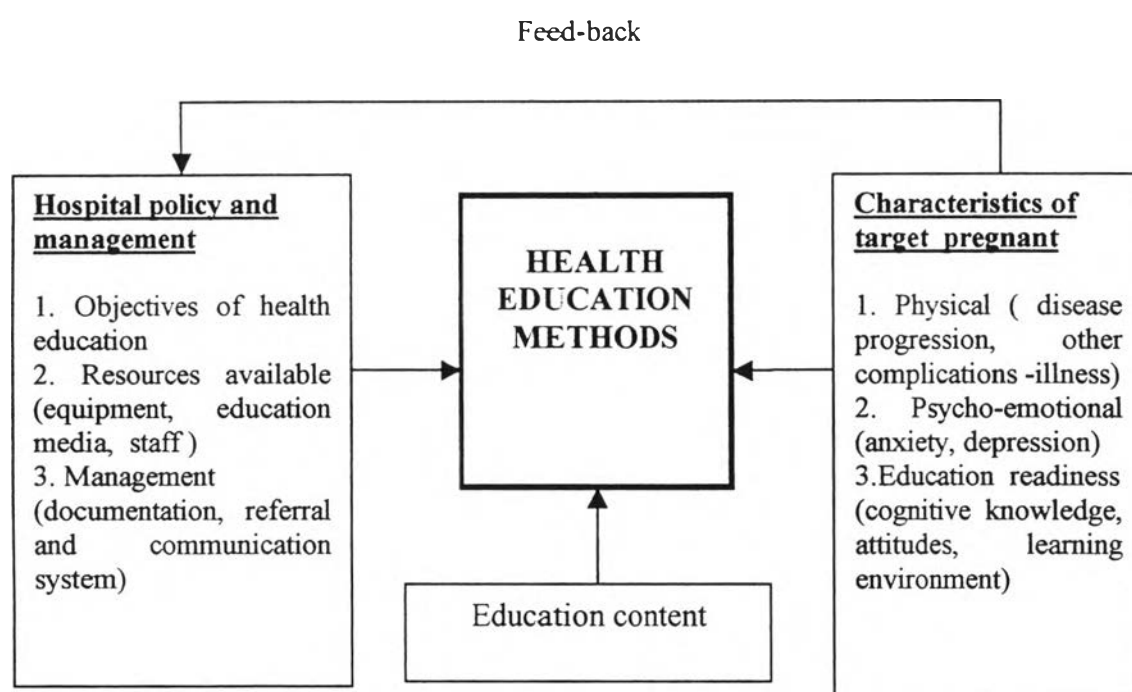 Feed-back
Hospital policy and
management
1. Objectives of health
education
2. Resources available
(equipment, education
media, staff )
3. Management
(documentation, referral
and communication
system)
HEALTH
EDUCATION
METHODS
Education content
Characteristics of
target pregnant
1. Physical ( disease
progression, other
complications -illness)
2. Psycho-emotional
(anxiety, depression)
3.Education readiness
(cognitive knowledge,
attitudes, learning
environment)